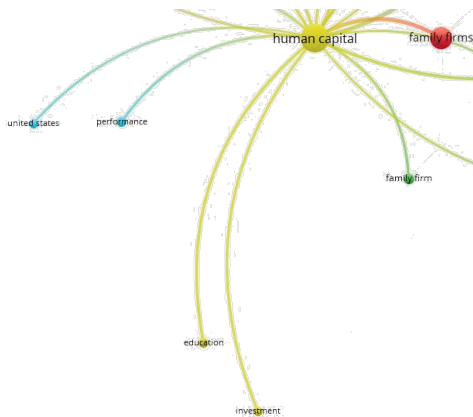 human capital
family firms
united states
performance
family firm
education
investment